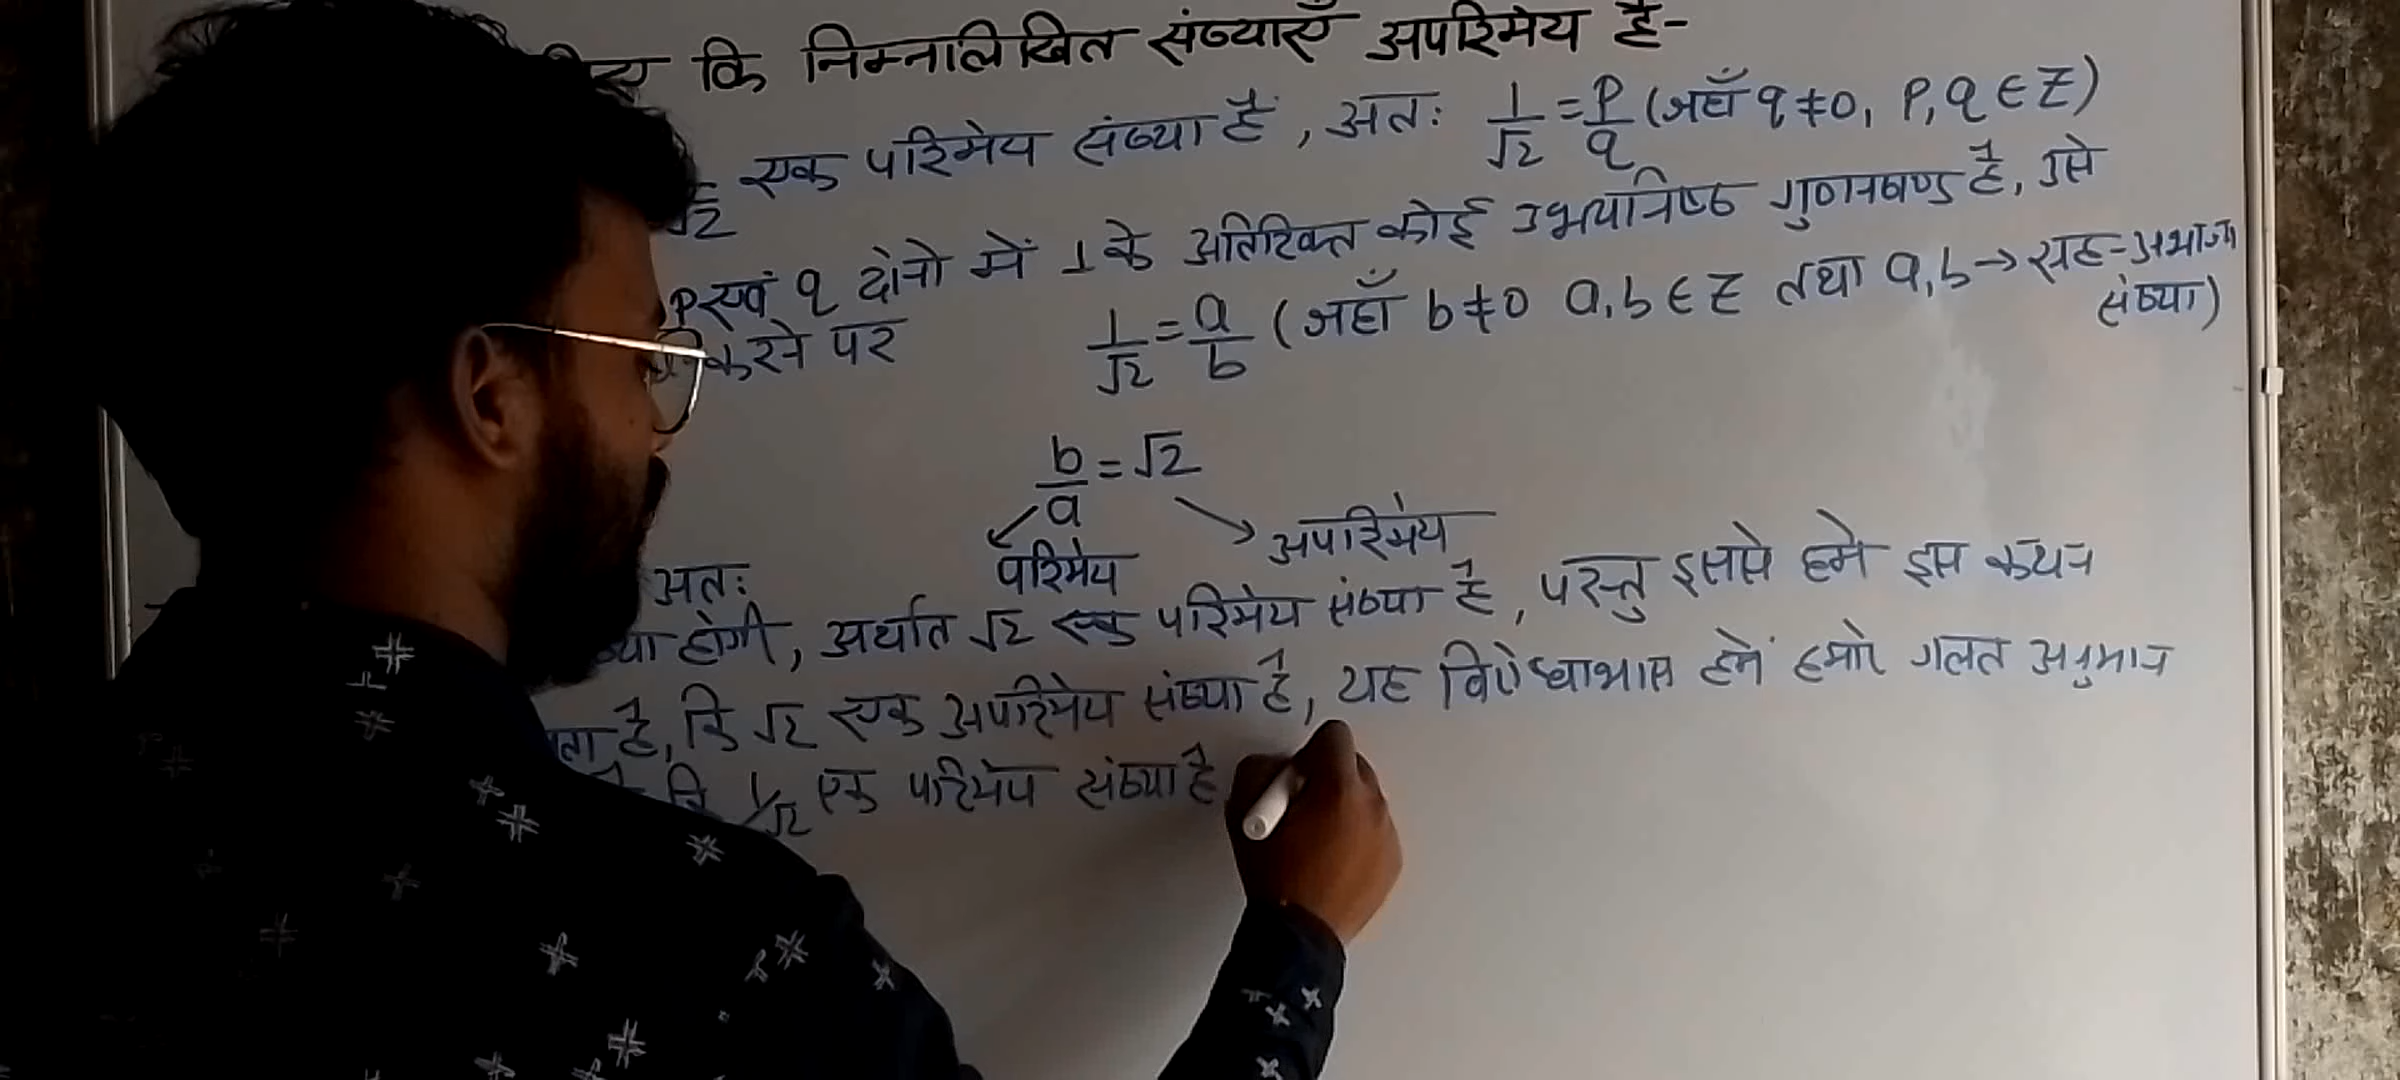 कि निम्नलिखित संख्याएँ अपरिमेय है-
√2 एक परिमेय संख्या है, अतः 1/√2 = P/q (जहाँ q ≠ 0, P, q ∈ Z)
P एवं q दोनो में 1 के अतिरिक्त कोई उभयनिष्ठ गुणनखण्ड है, उसे
करने पर 1/√2 = a/b (जहाँ b ≠ 0 a, b ∈ Z तथा a, b → सह-अभाज्य
संख्या)
b/a = √2
परिमेय अपरिमेय
अतः
होगी, अर्थात √2 एक परिमेय संख्या है, परन्तु इससे हमे इस कथन
है, कि √2 एक अपरिमेय संख्या है, यह विरोधाभास हमें हमारे गलत अनुमान
कि 1/√2 एक परिमेय संख्या है